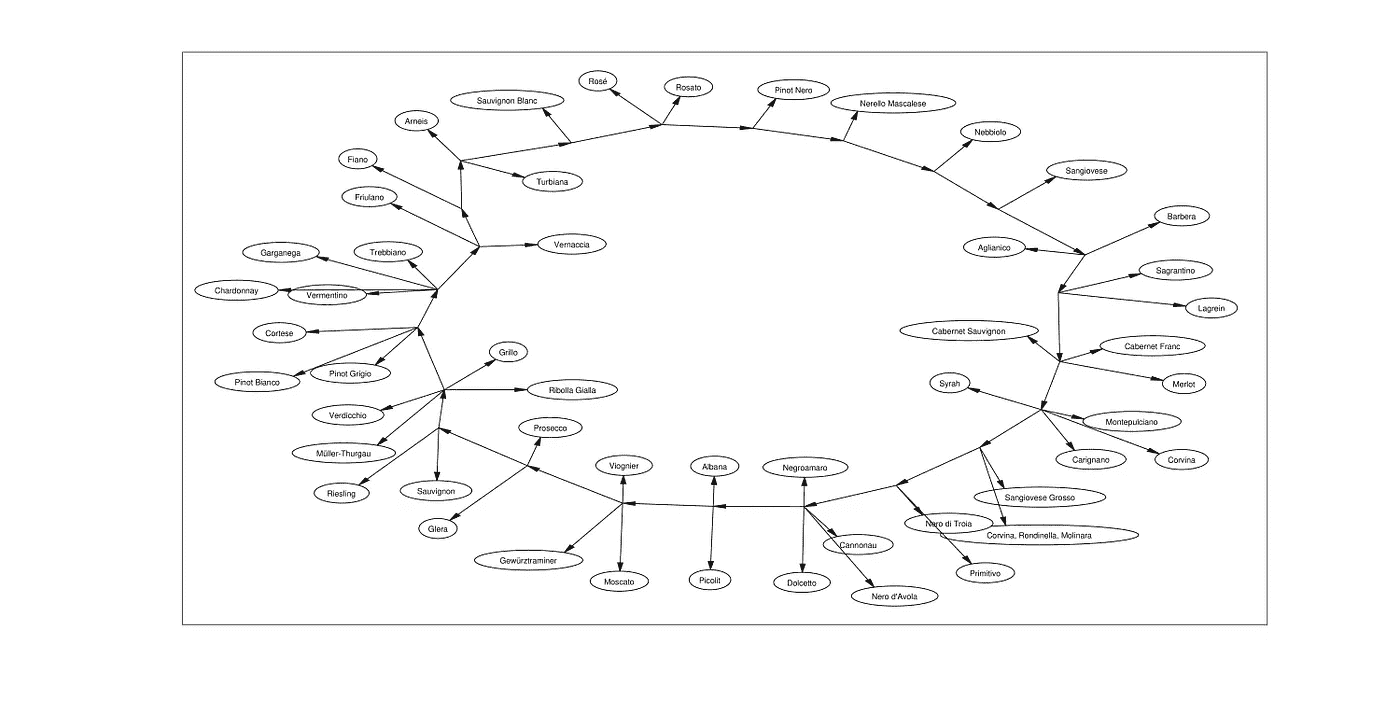 Rosé
Rosato
Pinot Nero
Sauvignon Blanc
Nerello Mascalese
Arneis
Nebbiolo
Fiano
Sangiovese
Turbiana
Friulano
Barbera
Vernaccia
Aglianico
Garganega
Trebbiano
Sagrantino
Chardonnay
Vermentino
Lagrein
Cortese
Cabernet Sauvignon
Cabernet Franc
Grillo
Pinot Bianco
Pinot Grigio
Syrah
Merlot
Ribolla Gialla
Verdicchio
Montepulciano
Prosecco
Müller-Thurgau
Carignano
Corvina
Viognier
Albana
Negroamaro
Riesling
Sauvignon
Sangiovese Grosso
Glera
Nero di Troia
Corvina, Rondinella, Molinara
Cannonau
Gewürztraminer
Primitivo
Moscato
Picolit
Dolcetto
Nero d'Avola